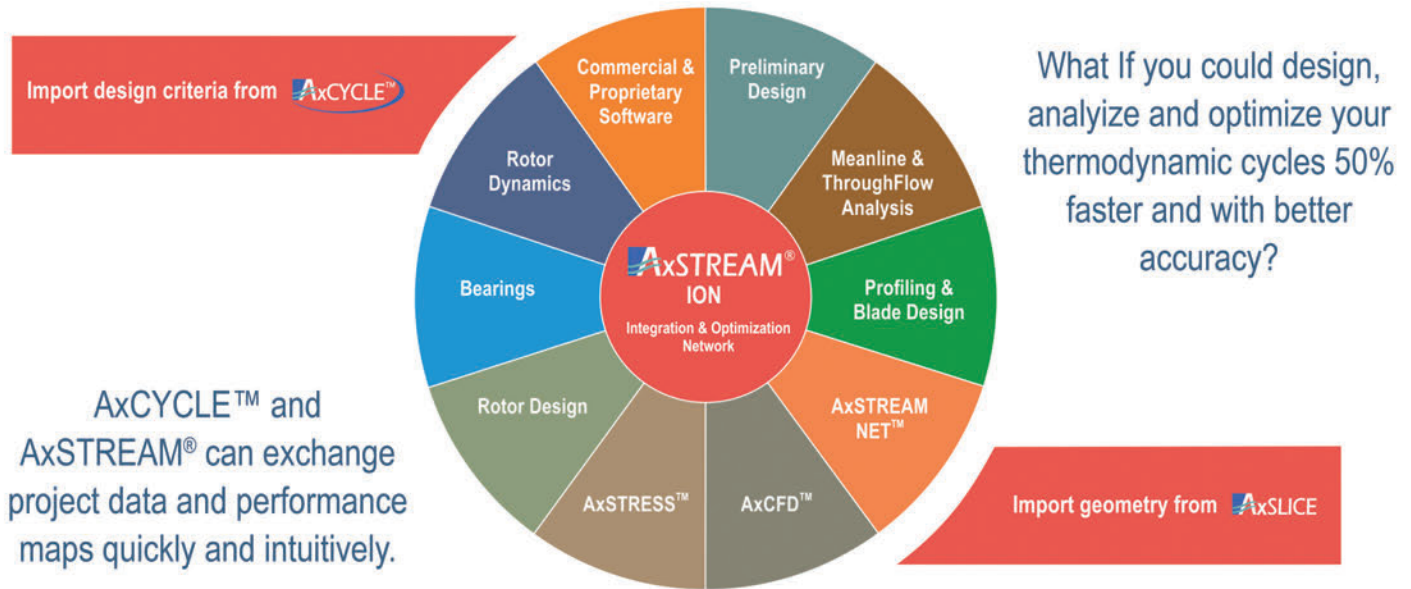 Import design criteria from AxCYCLE™
Commercial &
Proprietary
Software
Preliminary
Design
Meanline &
ThroughFlow
Analysis
Profiling &
Blade Design
AxSTREAM
NET™
AxCFD™
AxSTRESS™
Rotor Design
Bearings
Rotor
Dynamics
AxSTREAM®
ION
Integration & Optimization
Network
What If you could design,
analyize and optimize your
thermodynamic cycles 50%
faster and with better
accuracy?
AxCYCLE™ and
AxSTREAM® can exchange
project data and performance
maps quickly and intuitively.
Import geometry from AxSLICE